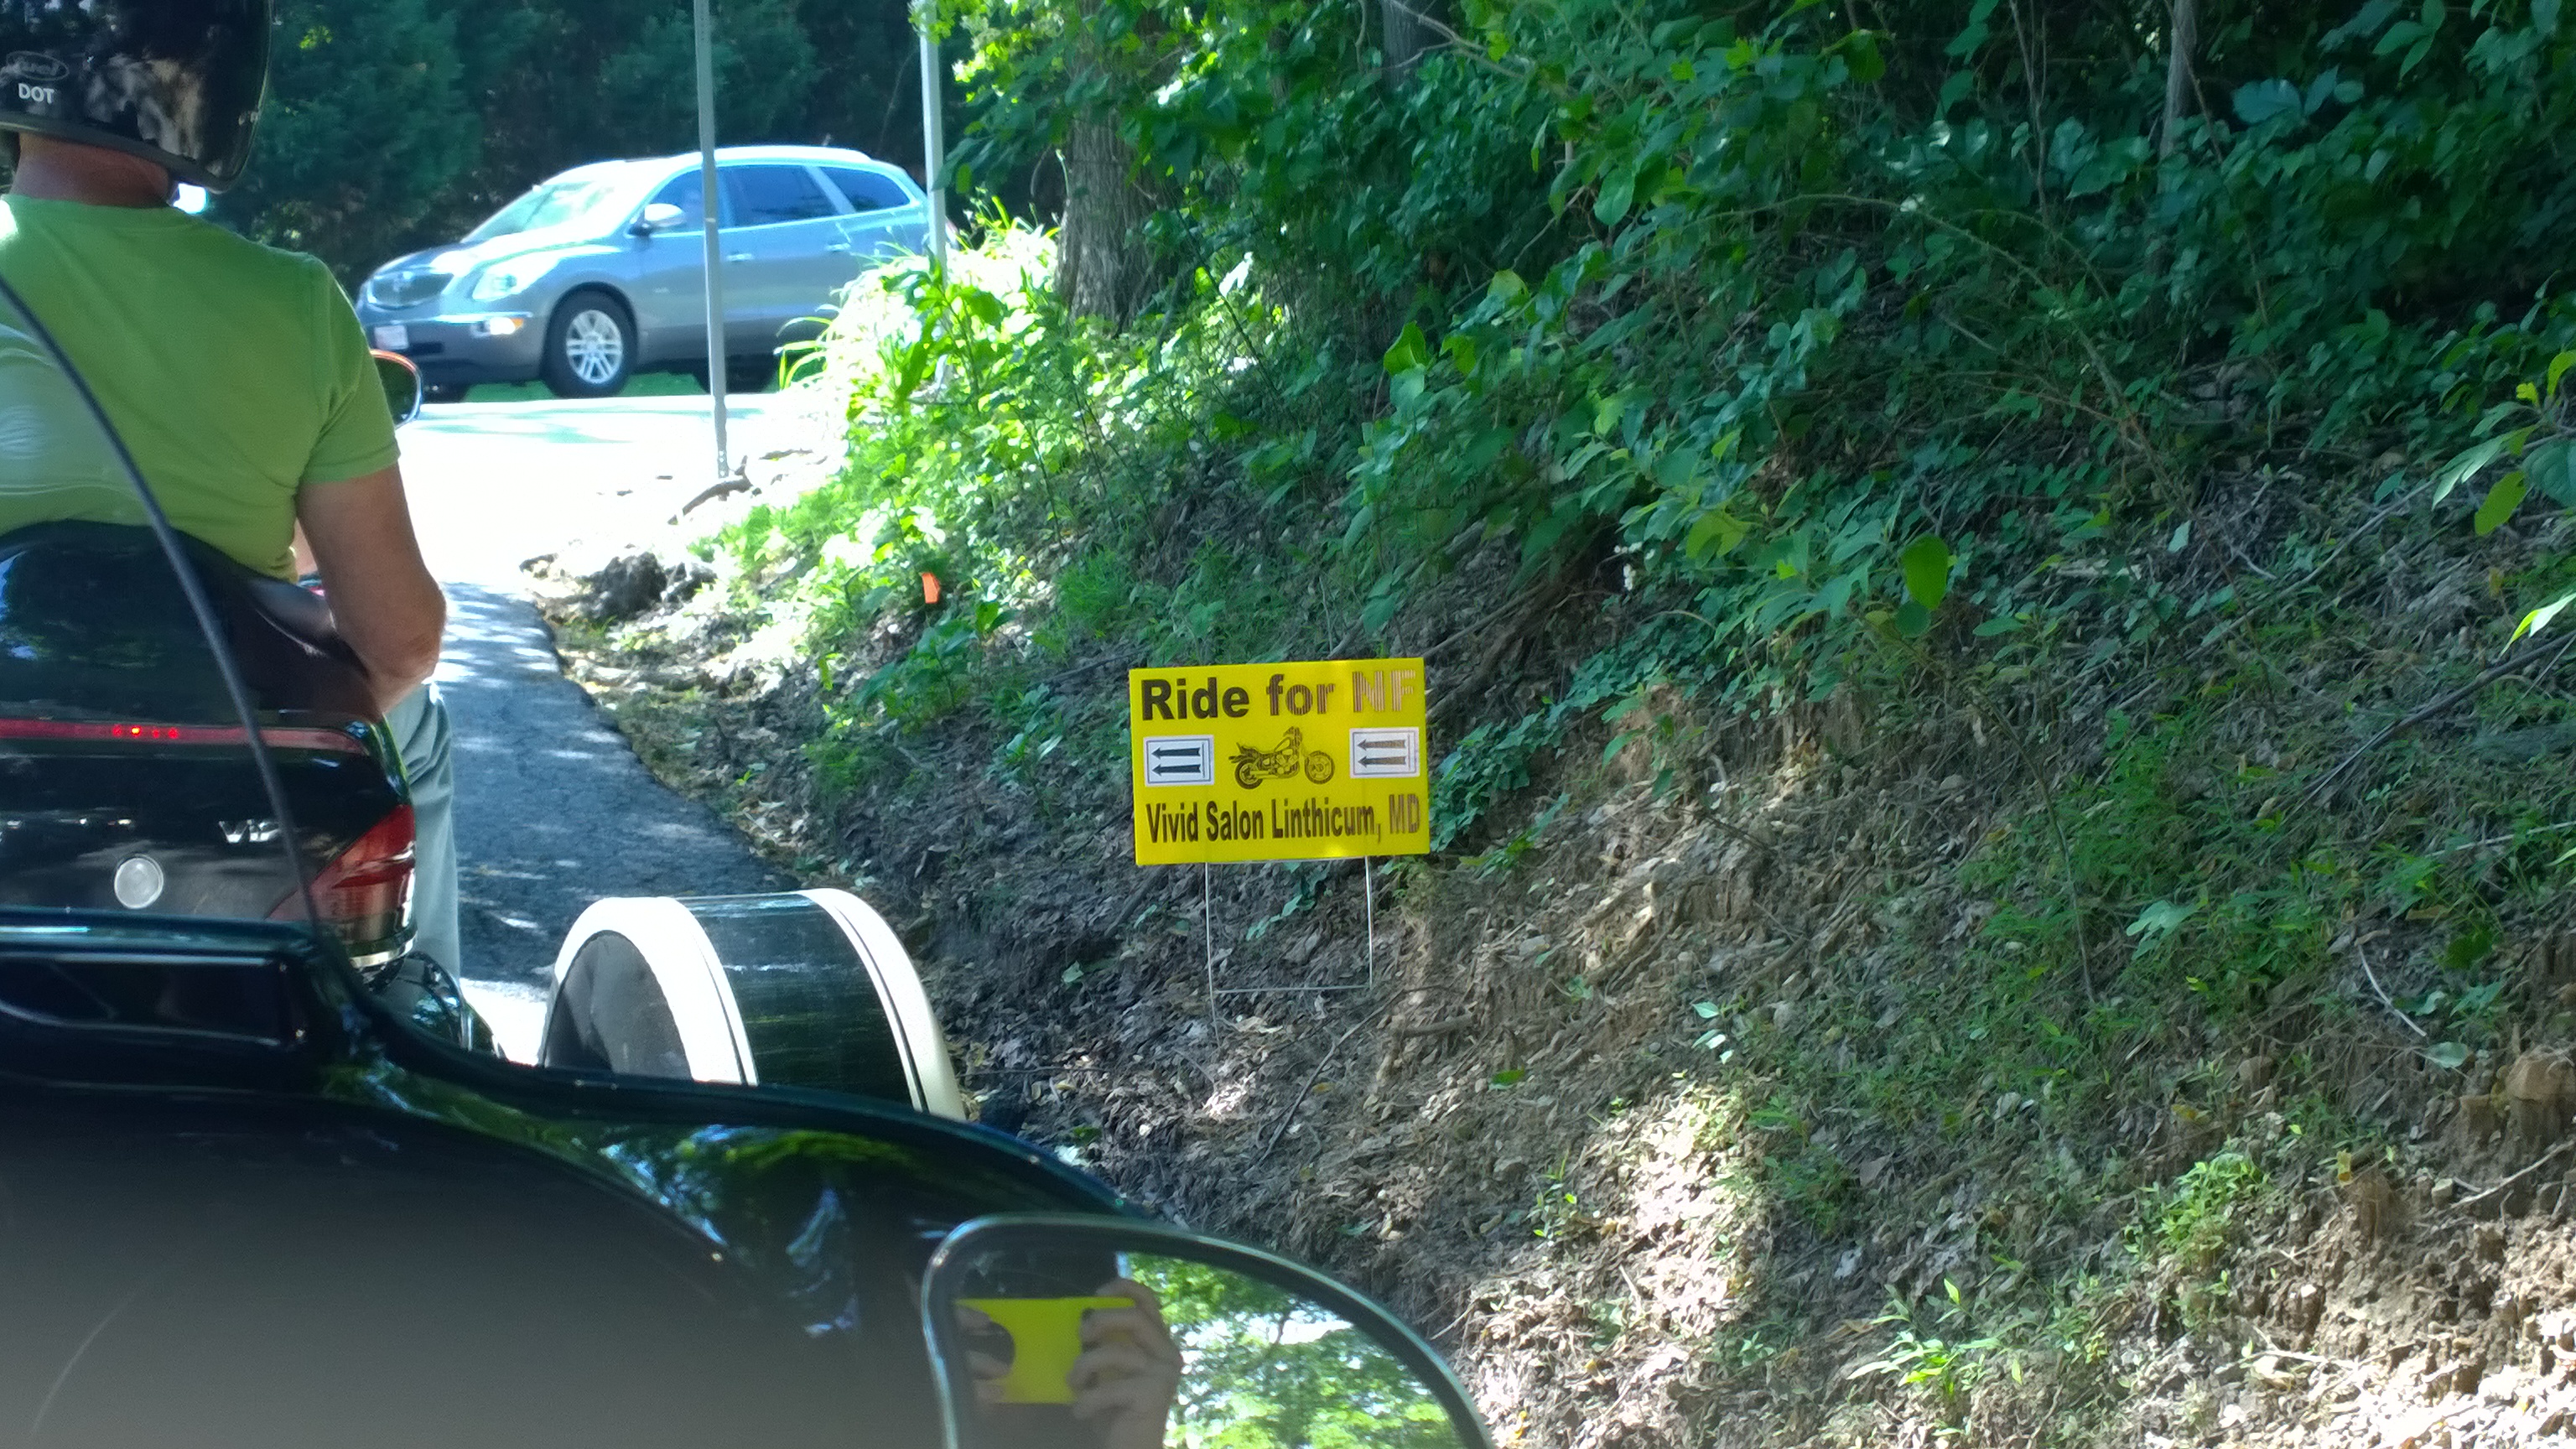 DOT
Ride for NF
Vivid Salon Linthicum, MD